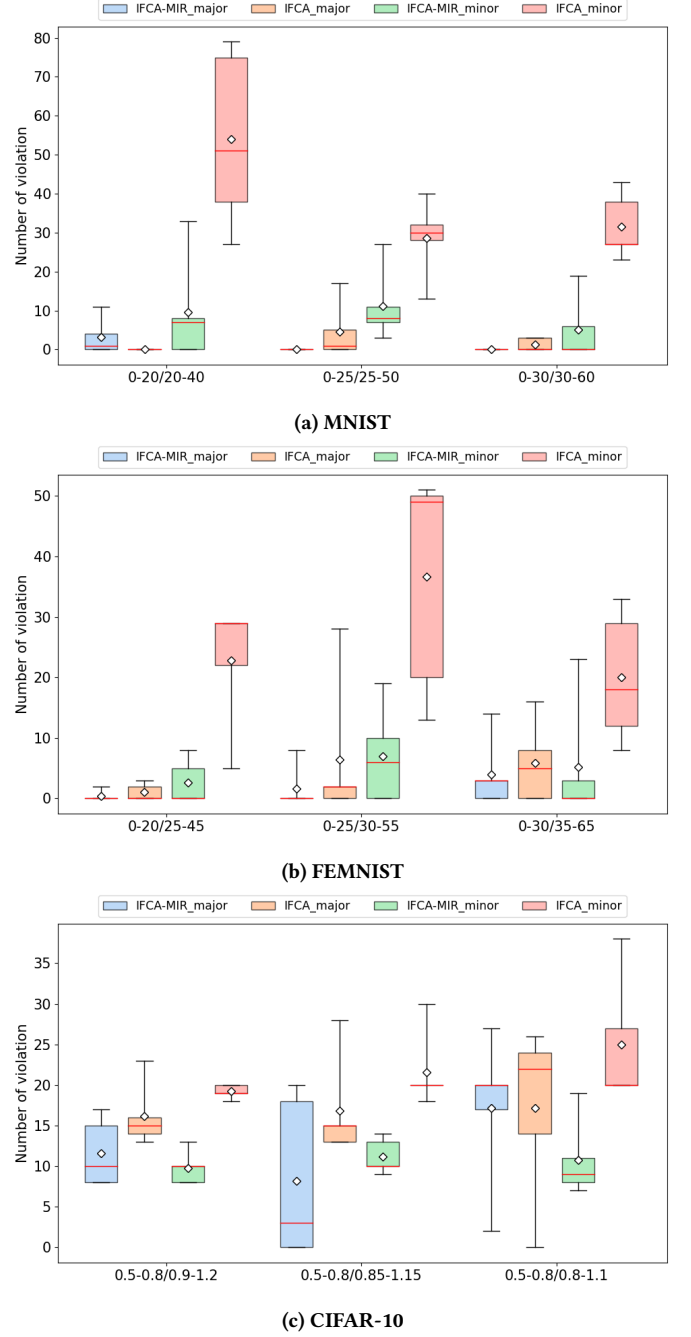 IFCA-MIR_major IFCA_major IFCA-MIR_minor IFCA_minor
Number of violation
80
70
60
50
40
30
20
10
0
0-20/20-40 0-25/25-50 0-30/30-60
(a) MNIST
IFCA-MIR_major IFCA_major IFCA-MIR_minor IFCA_minor
Number of violation
50
40
30
20
10
0
0-20/25-45 0-25/30-55 0-30/35-65
(b) FEMNIST
IFCA-MIR_major IFCA_major IFCA-MIR_minor IFCA_minor
Number of violation
35
30
25
20
15
10
5
0
0.5-0.8/0.9-1.2 0.5-0.8/0.85-1.15 0.5-0.8/0.8-1.1
(c) CIFAR-10